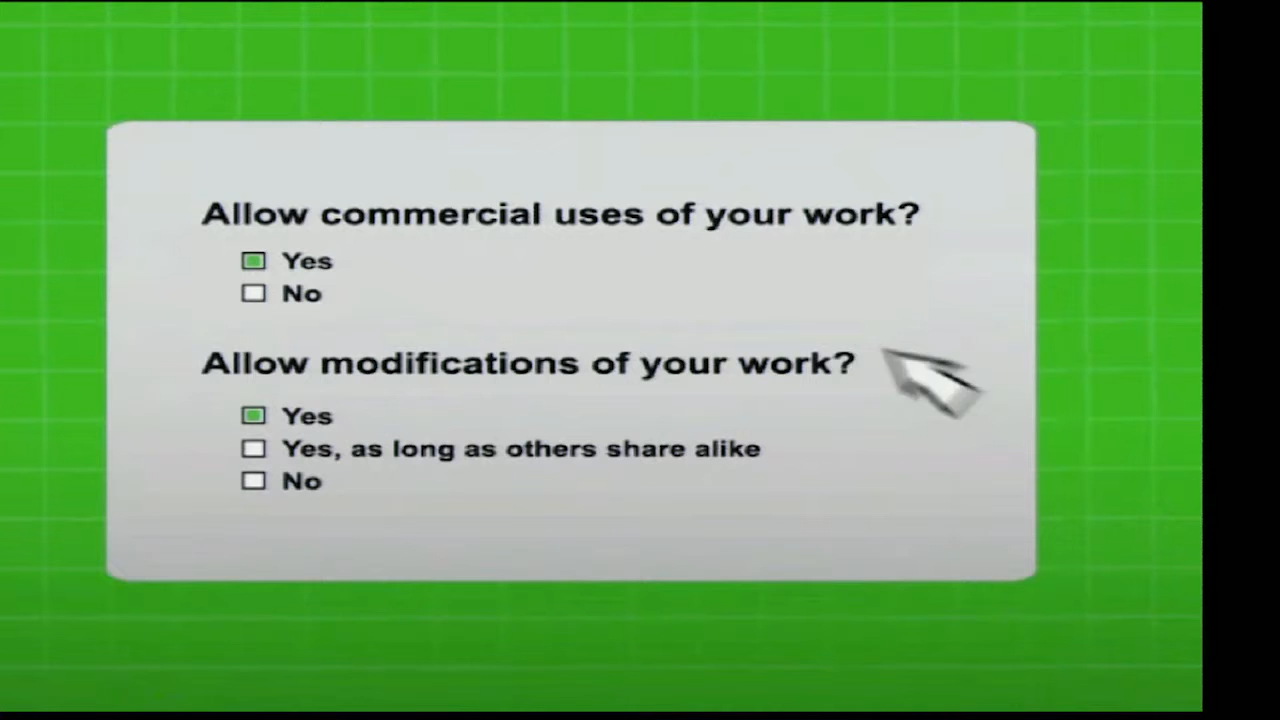 Allow commercial uses of your work?
Yes
No
Allow modifications of your work?
Yes
Yes, as long as others share alike
No